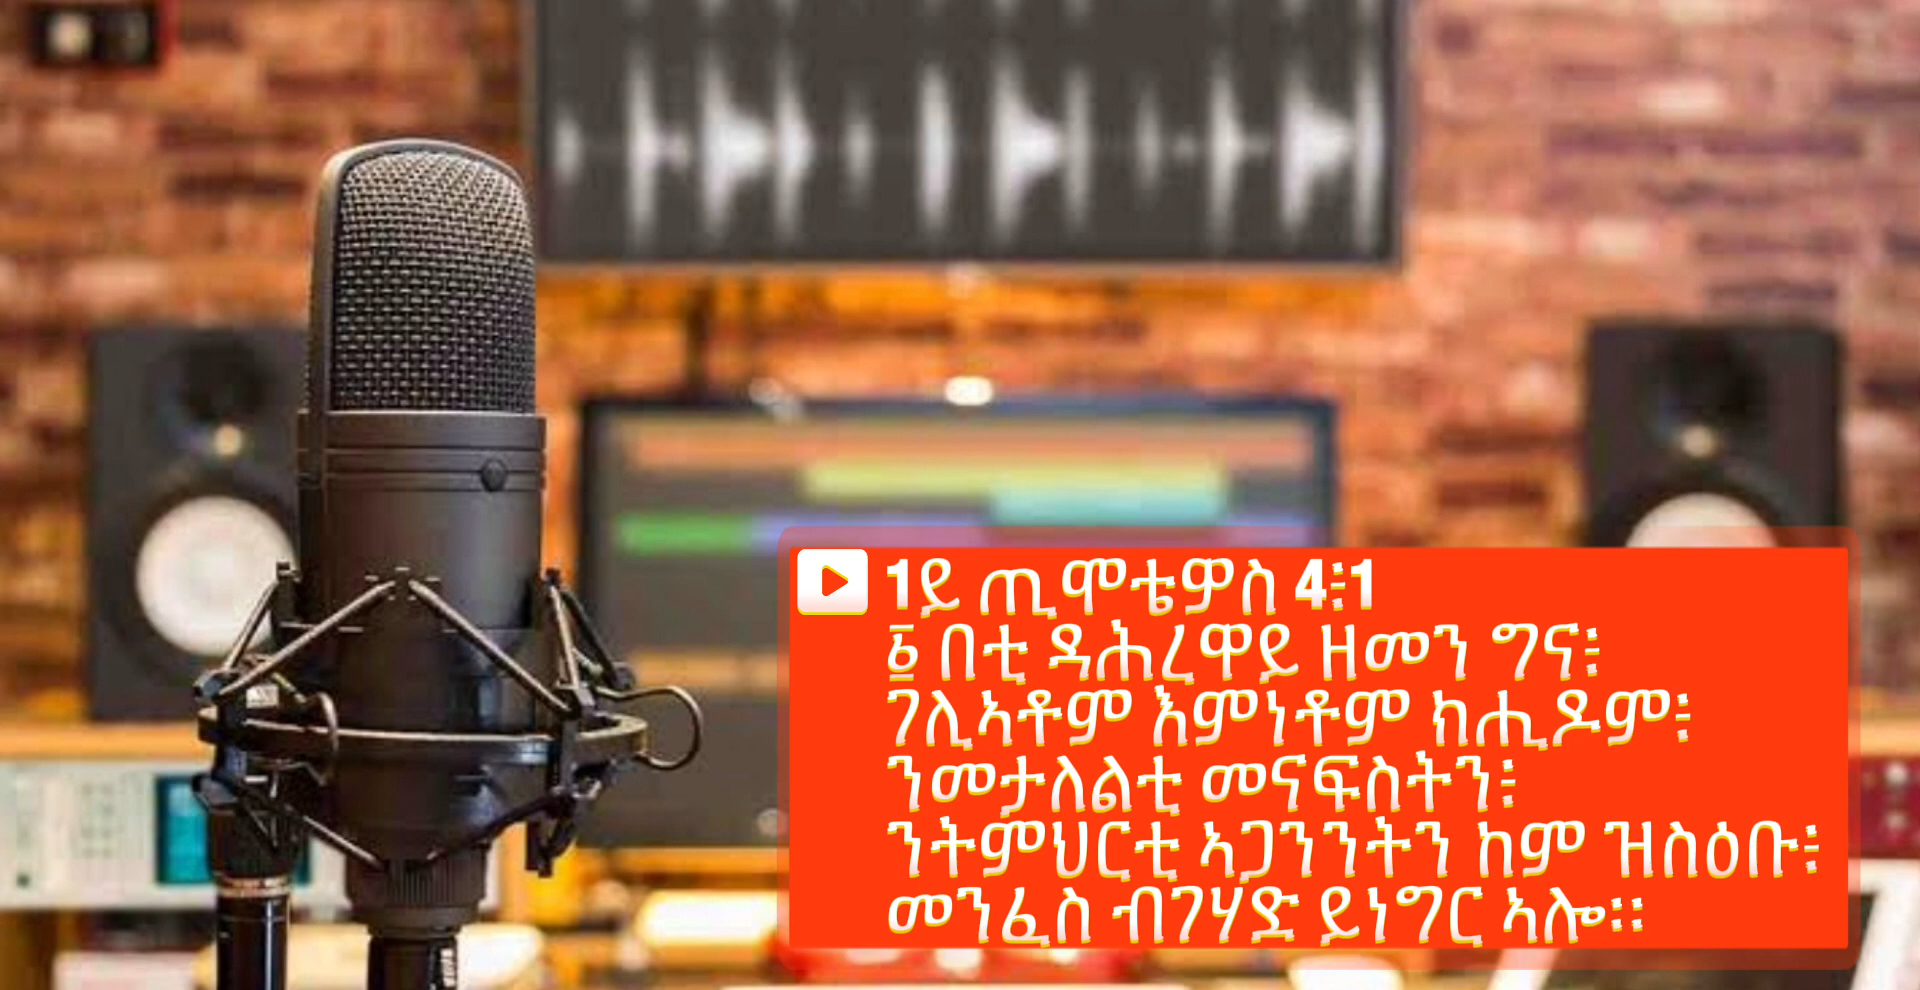 1ይ ጢሞቴዎስ 4፥1
፩ በቲ ዳሕረዋይ ዘመን ግና፥
ገሊኣቶም እምነቶም ክሒዶም፥
ንመታለልቲ መናፍስትን፥
ንትምህርቲ ኣጋንንትን ከም ዝስዕቡ፥
መንፈስ ብገሃድ ይነግር ኣሎ።